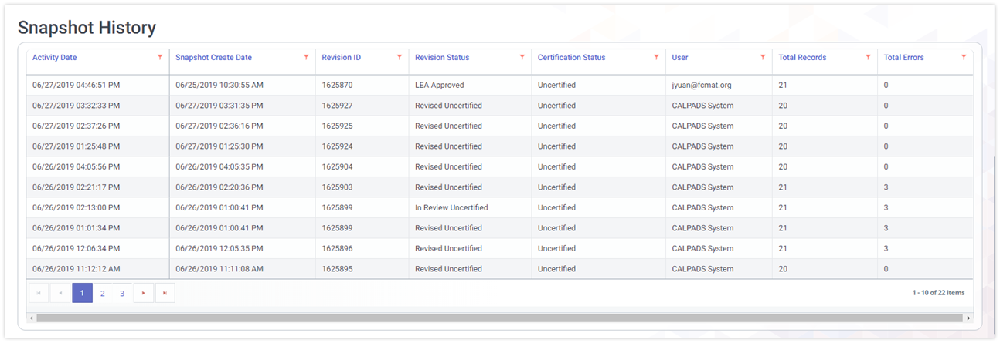 Snapshot History
Activity Date Snapshot Create Date Revision ID Revision Status Certification Status User Total Records Total Errors
06/27/2019 04:46:51 PM 06/25/2019 10:30:55 AM 1625870 LEA Approved Uncertified jyuan@fcmat.org 21 0
06/27/2019 03:32:33 PM 06/27/2019 03:31:35 PM 1625927 Revised Uncertified Uncertified CALPADS System 20 0
06/27/2019 02:37:26 PM 06/27/2019 02:36:16 PM 1625925 Revised Uncertified Uncertified CALPADS System 20 0
06/27/2019 01:25:48 PM 06/27/2019 01:25:30 PM 1625924 Revised Uncertified Uncertified CALPADS System 20 0
06/26/2019 04:05:56 PM 06/26/2019 04:05:35 PM 1625904 Revised Uncertified Uncertified CALPADS System 20 0
06/26/2019 02:21:17 PM 06/26/2019 02:20:36 PM 1625903 Revised Uncertified Uncertified CALPADS System 21 3
06/26/2019 02:13:00 PM 06/26/2019 01:00:41 PM 1625899 In Review Uncertified Uncertified CALPADS System 21 3
06/26/2019 01:01:34 PM 06/26/2019 01:00:41 PM 1625899 Revised Uncertified Uncertified CALPADS System 21 3
06/26/2019 12:06:34 PM 06/26/2019 12:05:35 PM 1625896 Revised Uncertified Uncertified CALPADS System 21 3
06/26/2019 11:12:12 AM 06/26/2019 11:11:08 AM 1625895 Revised Uncertified Uncertified CALPADS System 20 0
1 2 3 1 - 10 of 22 items